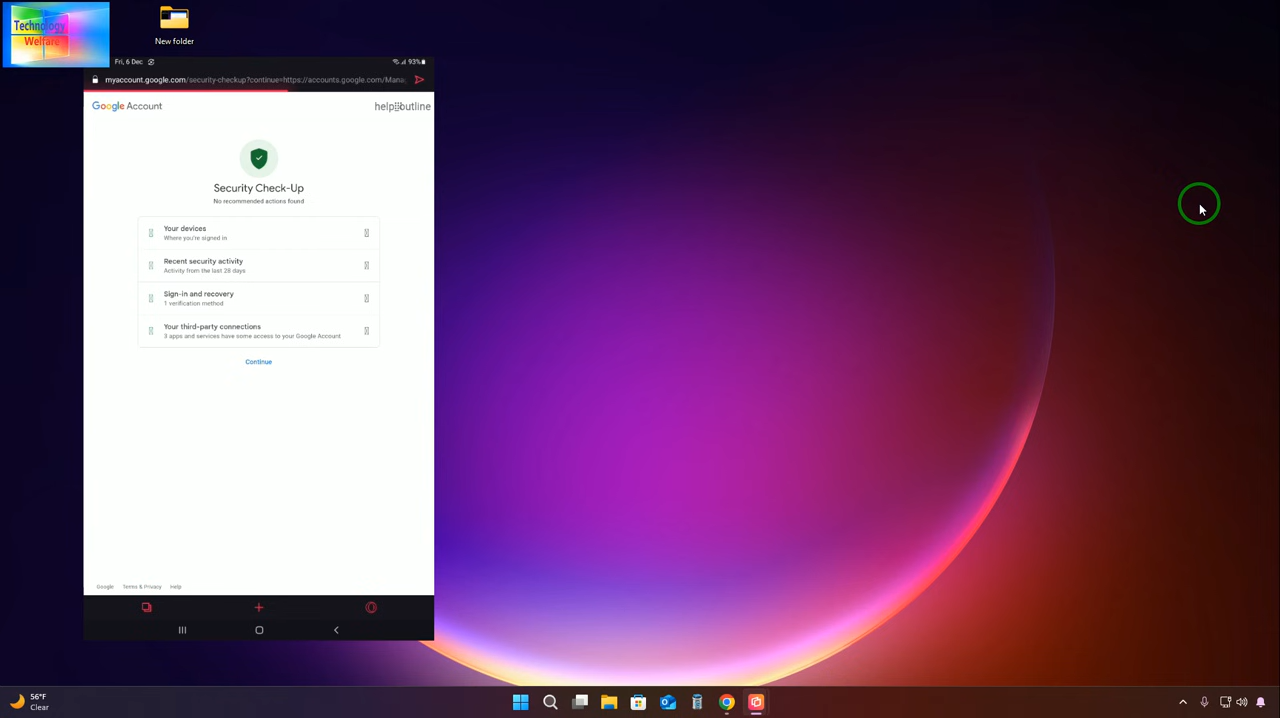 Technology
Welfare
New folder
Fri, 6 Dec
93%
myaccount.google.com/security-checkup?continue=https://accounts.google.com/Mana
Google Account
help outline
Security Check-Up
No recommended actions found
Your devices
Where you're signed in
Recent security activity
Activity from the last 28 days
Sign-in and recovery
1 verification method
Your third-party connections
3 apps and services have some access to your Google Account
Continue
Google Terms & Privacy Help
56°F
Clear